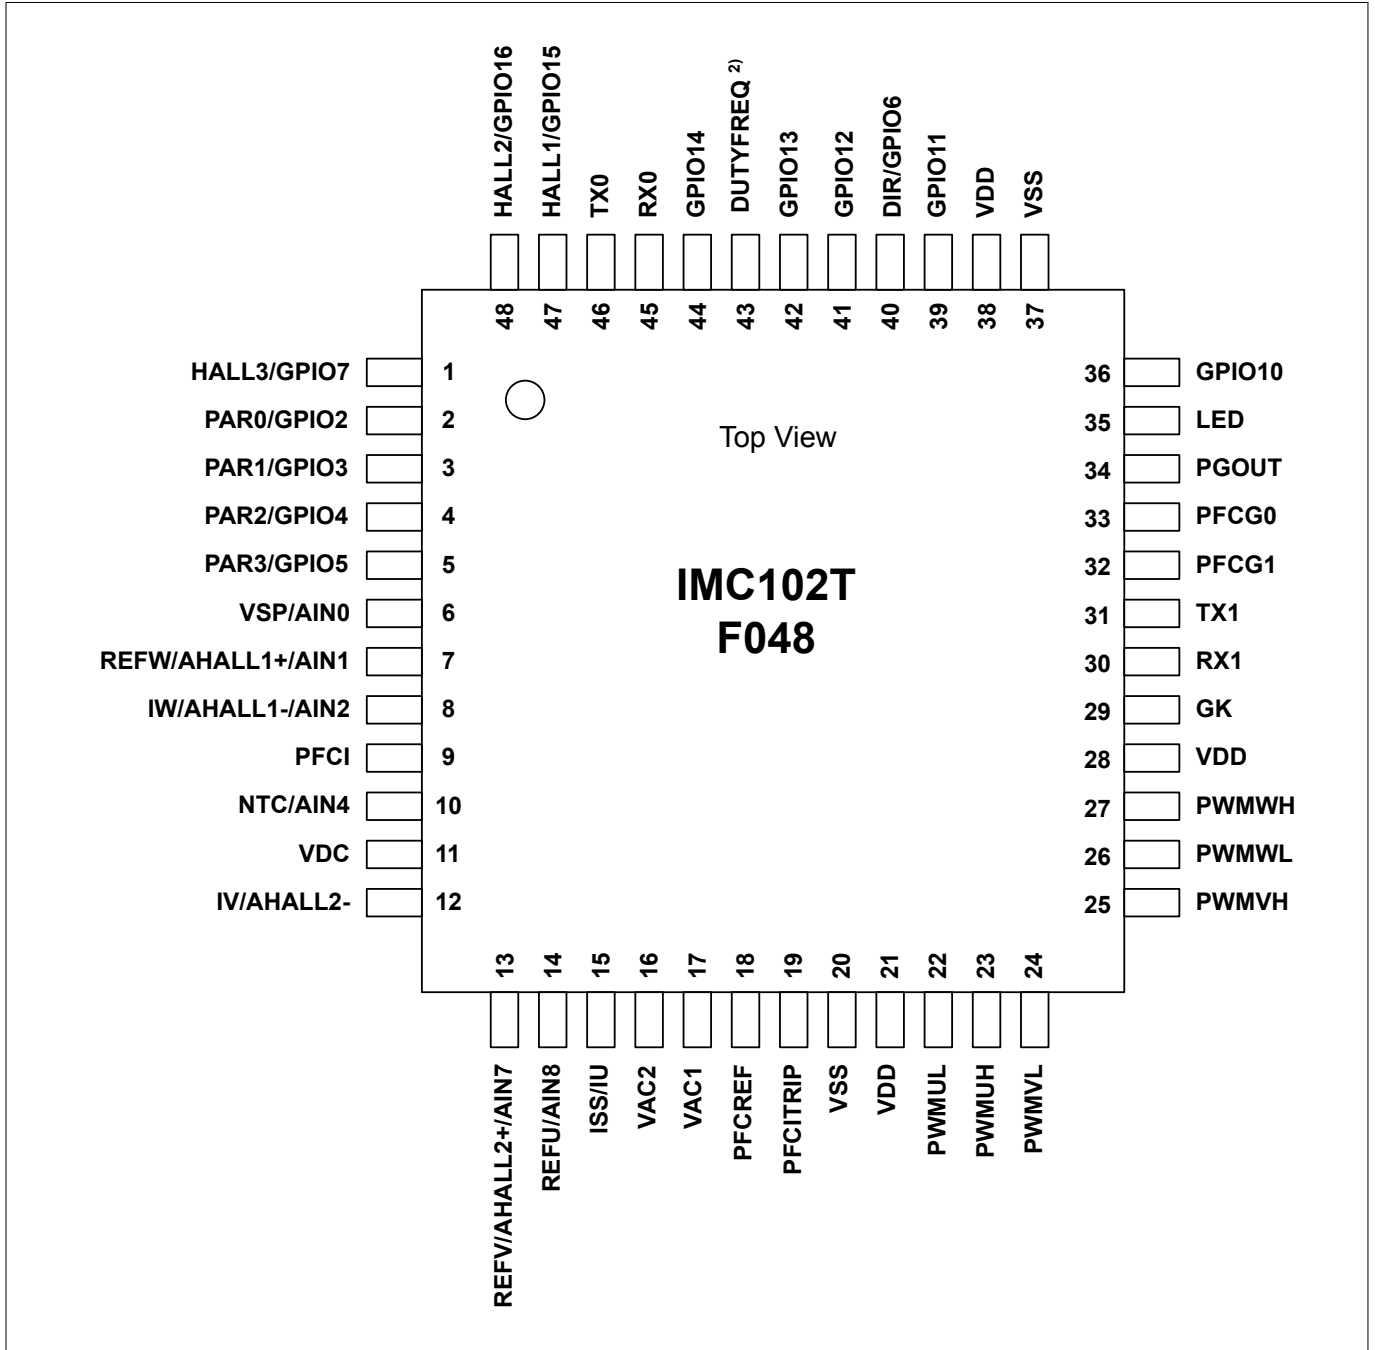 HALL2/GPIO16
HALL1/GPIO15
TX0
RX0
GPIO14
DUTYFREQ 2)
GPIO13
GPIO12
DIR/GPIO6
GPIO11
VDD
VSS
48
47
46
45
44
43
42
41
40
39
38
37
HALL3/GPIO7 1
PAR0/GPIO2 2
PAR1/GPIO3 3
PAR2/GPIO4 4
PAR3/GPIO5 5
VSP/AIN0 6
REFW/AHALL1+/AIN1 7
IW/AHALL1-/AIN2 8
PFCI 9
NTC/AIN4 10
VDC 11
IV/AHALL2- 12
Top View
IMC102T
F048
36 GPIO10
35 LED
34 PGOUT
33 PFCG0
32 PFCG1
31 TX1
30 RX1
29 GK
28 VDD
27 PWMWH
26 PWMWL
25 PWMVH
13
14
15
16
17
18
19
20
21
22
23
24
REFV/AHALL2+/AIN7
REFU/AIN8
ISS/IU
VAC2
VAC1
PFCREF
PFCITRIP
VSS
VDD
PWMUL
PWMUH
PWMVL